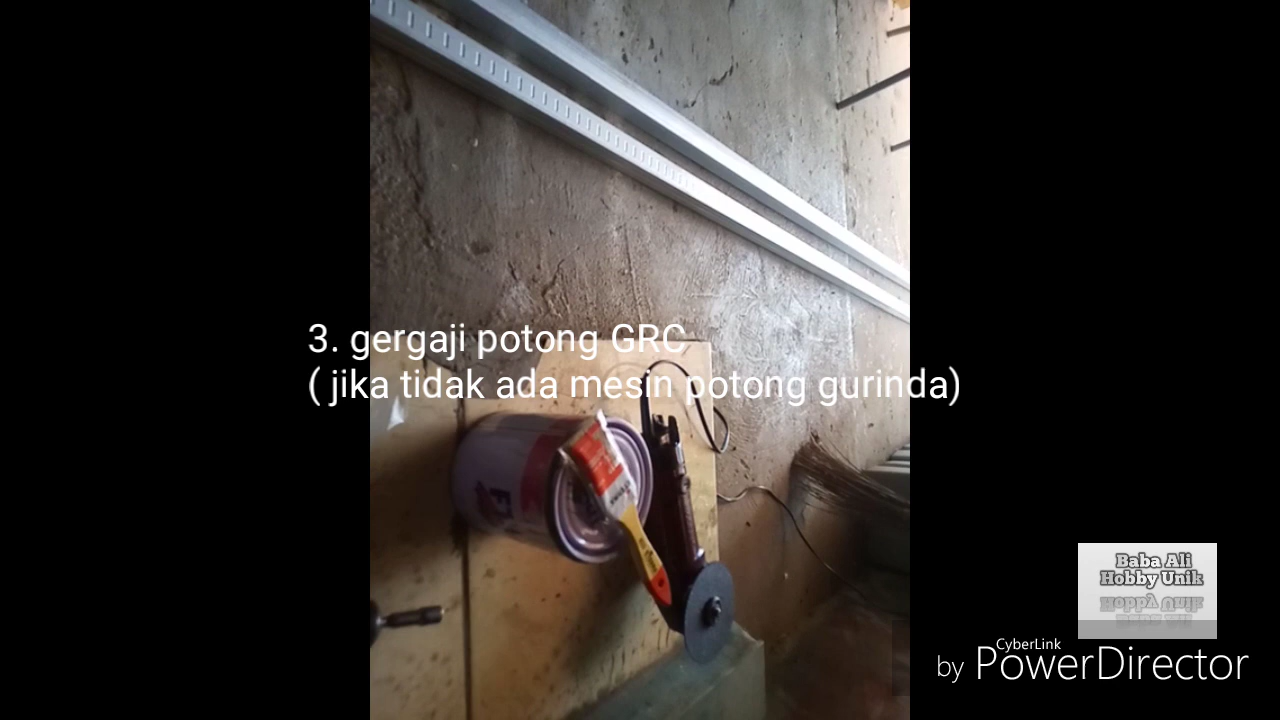 3. gergaji potong GRC
( jika tidak ada mesin potong gurinda)
Baba Ali
Hobby Unik
CyberLink
by PowerDirector